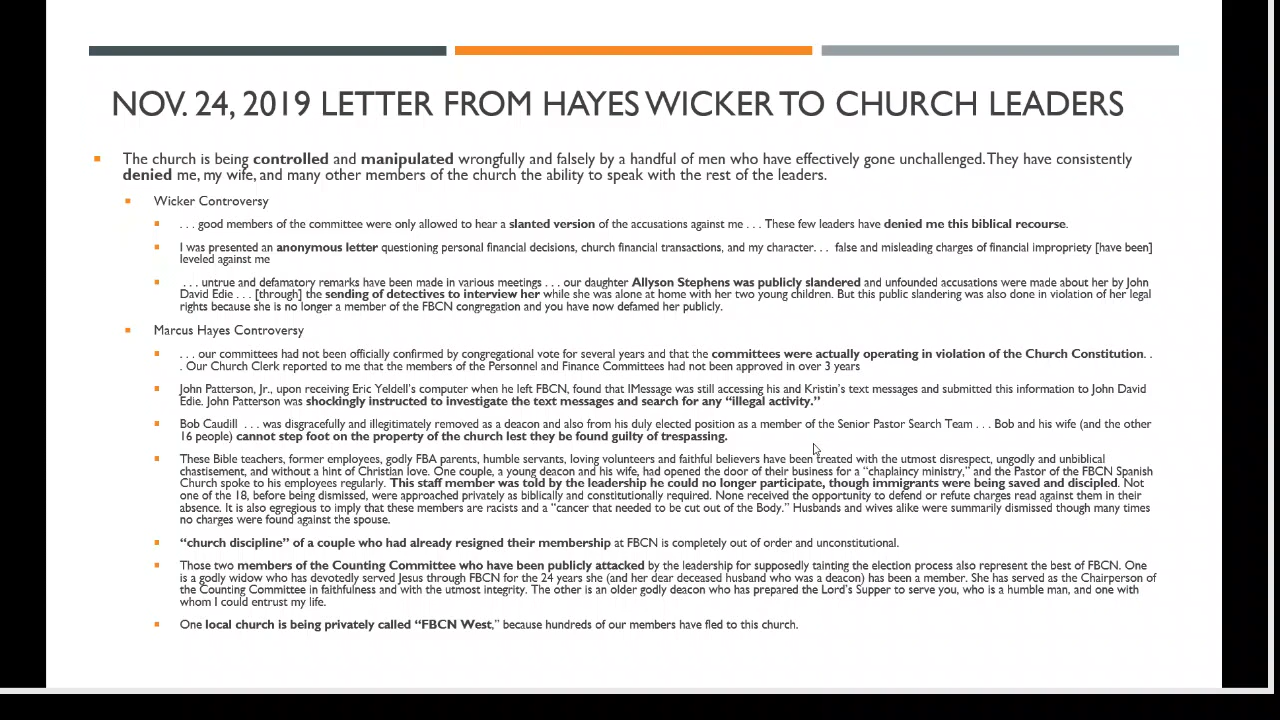 NOV. 24, 2019 LETTER FROM HAYES WICKER TO CHURCH LEADERS
The church is being controlled and manipulated wrongfully and falsely by a handful of men who have effectively gone unchallenged. They have consistently
denied me, my wife, and many other members of the church the ability to speak with the rest of the leaders.
Wicker Controversy
. . . good members of the committee were only allowed to hear a slanted version of the accusations against me . . . These few leaders have denied me this biblical recourse.
I was presented an anonymous letter questioning personal financial decisions, church financial transactions, and my character. . . false and misleading charges of financial impropriety [have been]
leveled against me
. . . untrue and defamatory remarks have been made in various meetings . . . our daughter Allyson Stephens was publicly slandered and unfounded accusations were made about her by John
David Edie . . . [through] the sending of detectives to interview her while she was alone at home with her two young children. But this public slandering was also done in violation of her legal
rights because she is no longer a member of the FBCN congregation and you have now defamed her publicly.
Marcus Hayes Controversy
. . . our committees had not been officially confirmed by congregational vote for several years and that the committees were actually operating in violation of the Church Constitution. .
. Our Church Clerk reported to me that the members of the Personnel and Finance Committees had not been approved in over 3 years
John Patterson, Jr., upon receiving Eric Yeldell's computer when he left FBCN, found that IMessage was still accessing his and Kristin's text messages and submitted this information to John David
Edie. John Patterson was shockingly instructed to investigate the text messages and search for any "illegal activity."
Bob Caudill . . . was disgracefully and illegitimately removed as a deacon and also from his duly elected position as a member of the Senior Pastor Search Team . . . Bob and his wife (and the other
16 people) cannot step foot on the property of the church lest they be found guilty of trespassing.
These Bible teachers, former employees, godly FBA parents, humble servants, loving volunteers and faithful believers have been treated with the utmost disrespect, ungodly and unbiblical
chastisement, and without a hint of Christian love. One couple, a young deacon and his wife, had opened the door of their business for a "chaplaincy ministry," and the Pastor of the FBCN Spanish
Church spoke to his employees regularly. This staff member was told by the leadership he could no longer participate, though immigrants were being saved and discipled. Not
one of the 18, before being dismissed, were approached privately as biblically and constitutionally required. None received the opportunity to defend or refute charges read against them in their
absence. It is also egregious to imply that these members are racists and a "cancer that needed to be cut out of the Body." Husbands and wives alike were summarily dismissed though many times
no charges were found against the spouse.
"church discipline" of a couple who had already resigned their membership at FBCN is completely out of order and unconstitutional.
Those two members of the Counting Committee who have been publicly attacked by the leadership for supposedly tainting the election process also represent the best of FBCN. One
is a godly widow who has devotedly served Jesus through FBCN for the 24 years she (and her dear deceased husband who was a deacon) has been a member. She has served as the Chairperson of
the Counting Committee in faithfulness and with the utmost integrity. The other is an older godly deacon who has prepared the Lord's Supper to serve you, who is a humble man, and one with
whom I could entrust my life.
One local church is being privately called "FBCN West," because hundreds of our members have fled to this church.